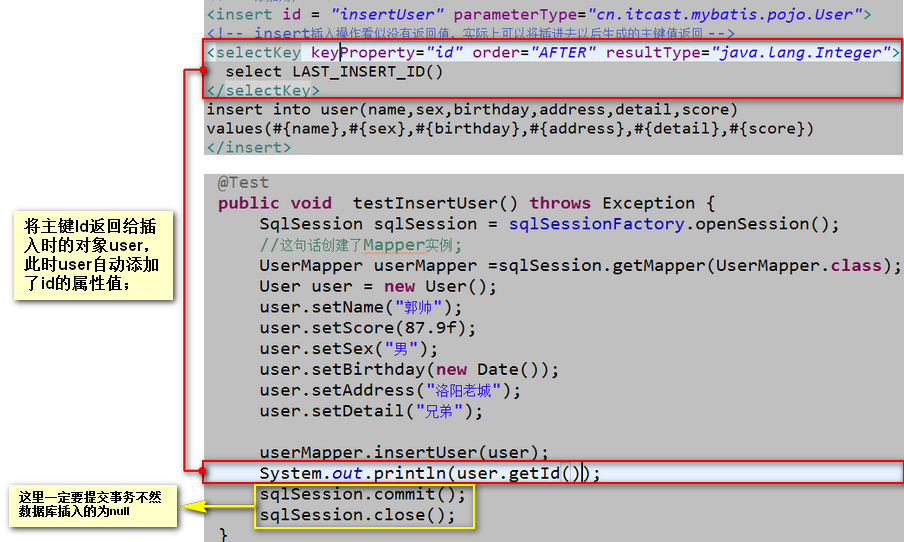 <insert id = "insertUser" parameterType="cn.itcast.mybatis.pojo.User">
<!-- insert插入操作看似没有返回值，实际上可以将插进去以后生成的主键值返回 -->
<selectKey keyProperty="id" order="AFTER" resultType="java.lang.Integer">
select LAST_INSERT_ID()
</selectKey>
insert into user(name,sex,birthday,address,detail,score)
values(#{name},#{sex},#{birthday},#{address},#{detail},#{score})
</insert>
@Test
public void testInsertUser() throws Exception {
SqlSession sqlSession = sqlSessionFactory.openSession();
//这句话创建了Mapper实例;
UserMapper userMapper =sqlSession.getMapper(UserMapper.class);
User user = new User();
user.setName("郭帅");
user.setScore(87.9f);
user.setSex("男");
user.setBirthday(new Date());
user.setAddress("洛阳老城");
user.setDetail("兄弟");
userMapper.insertUser(user);
System.out.println(user.getId());
sqlSession.commit();
sqlSession.close();
}
将主键Id返回给插
入时的对象user，
此时user自动添加
了id的属性值；
这里一定要提交事务不然
数据库插入的为null